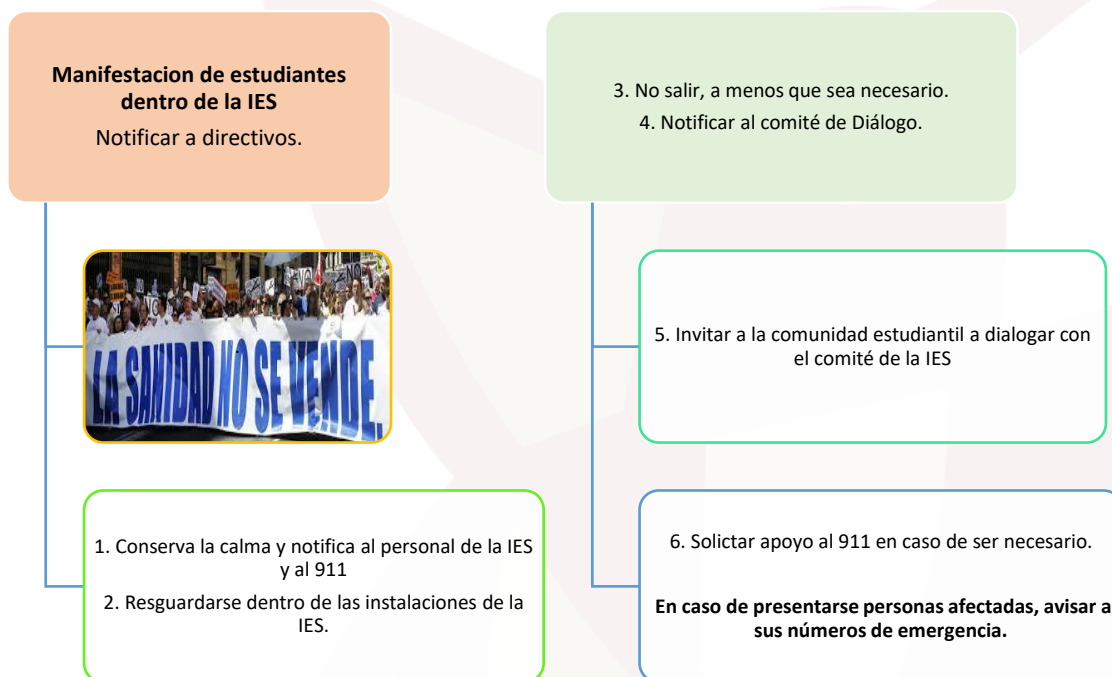 Manifestacion de estudiantes
dentro de la IES
Notificar a directivos.
LA SANIDAD NO SE VENDE.
1. Conserva la calma y notifica al personal de la IES
y al 911
2. Resguardarse dentro de las instalaciones de la
IES.
3. No salir, a menos que sea necesario.
4. Notificar al comité de Diálogo.
5. Invitar a la comunidad estudiantil a dialogar con
el comité de la IES
6. Solictar apoyo al 911 en caso de ser necesario.
En caso de presentarse personas afectadas, avisar a
sus números de emergencia.